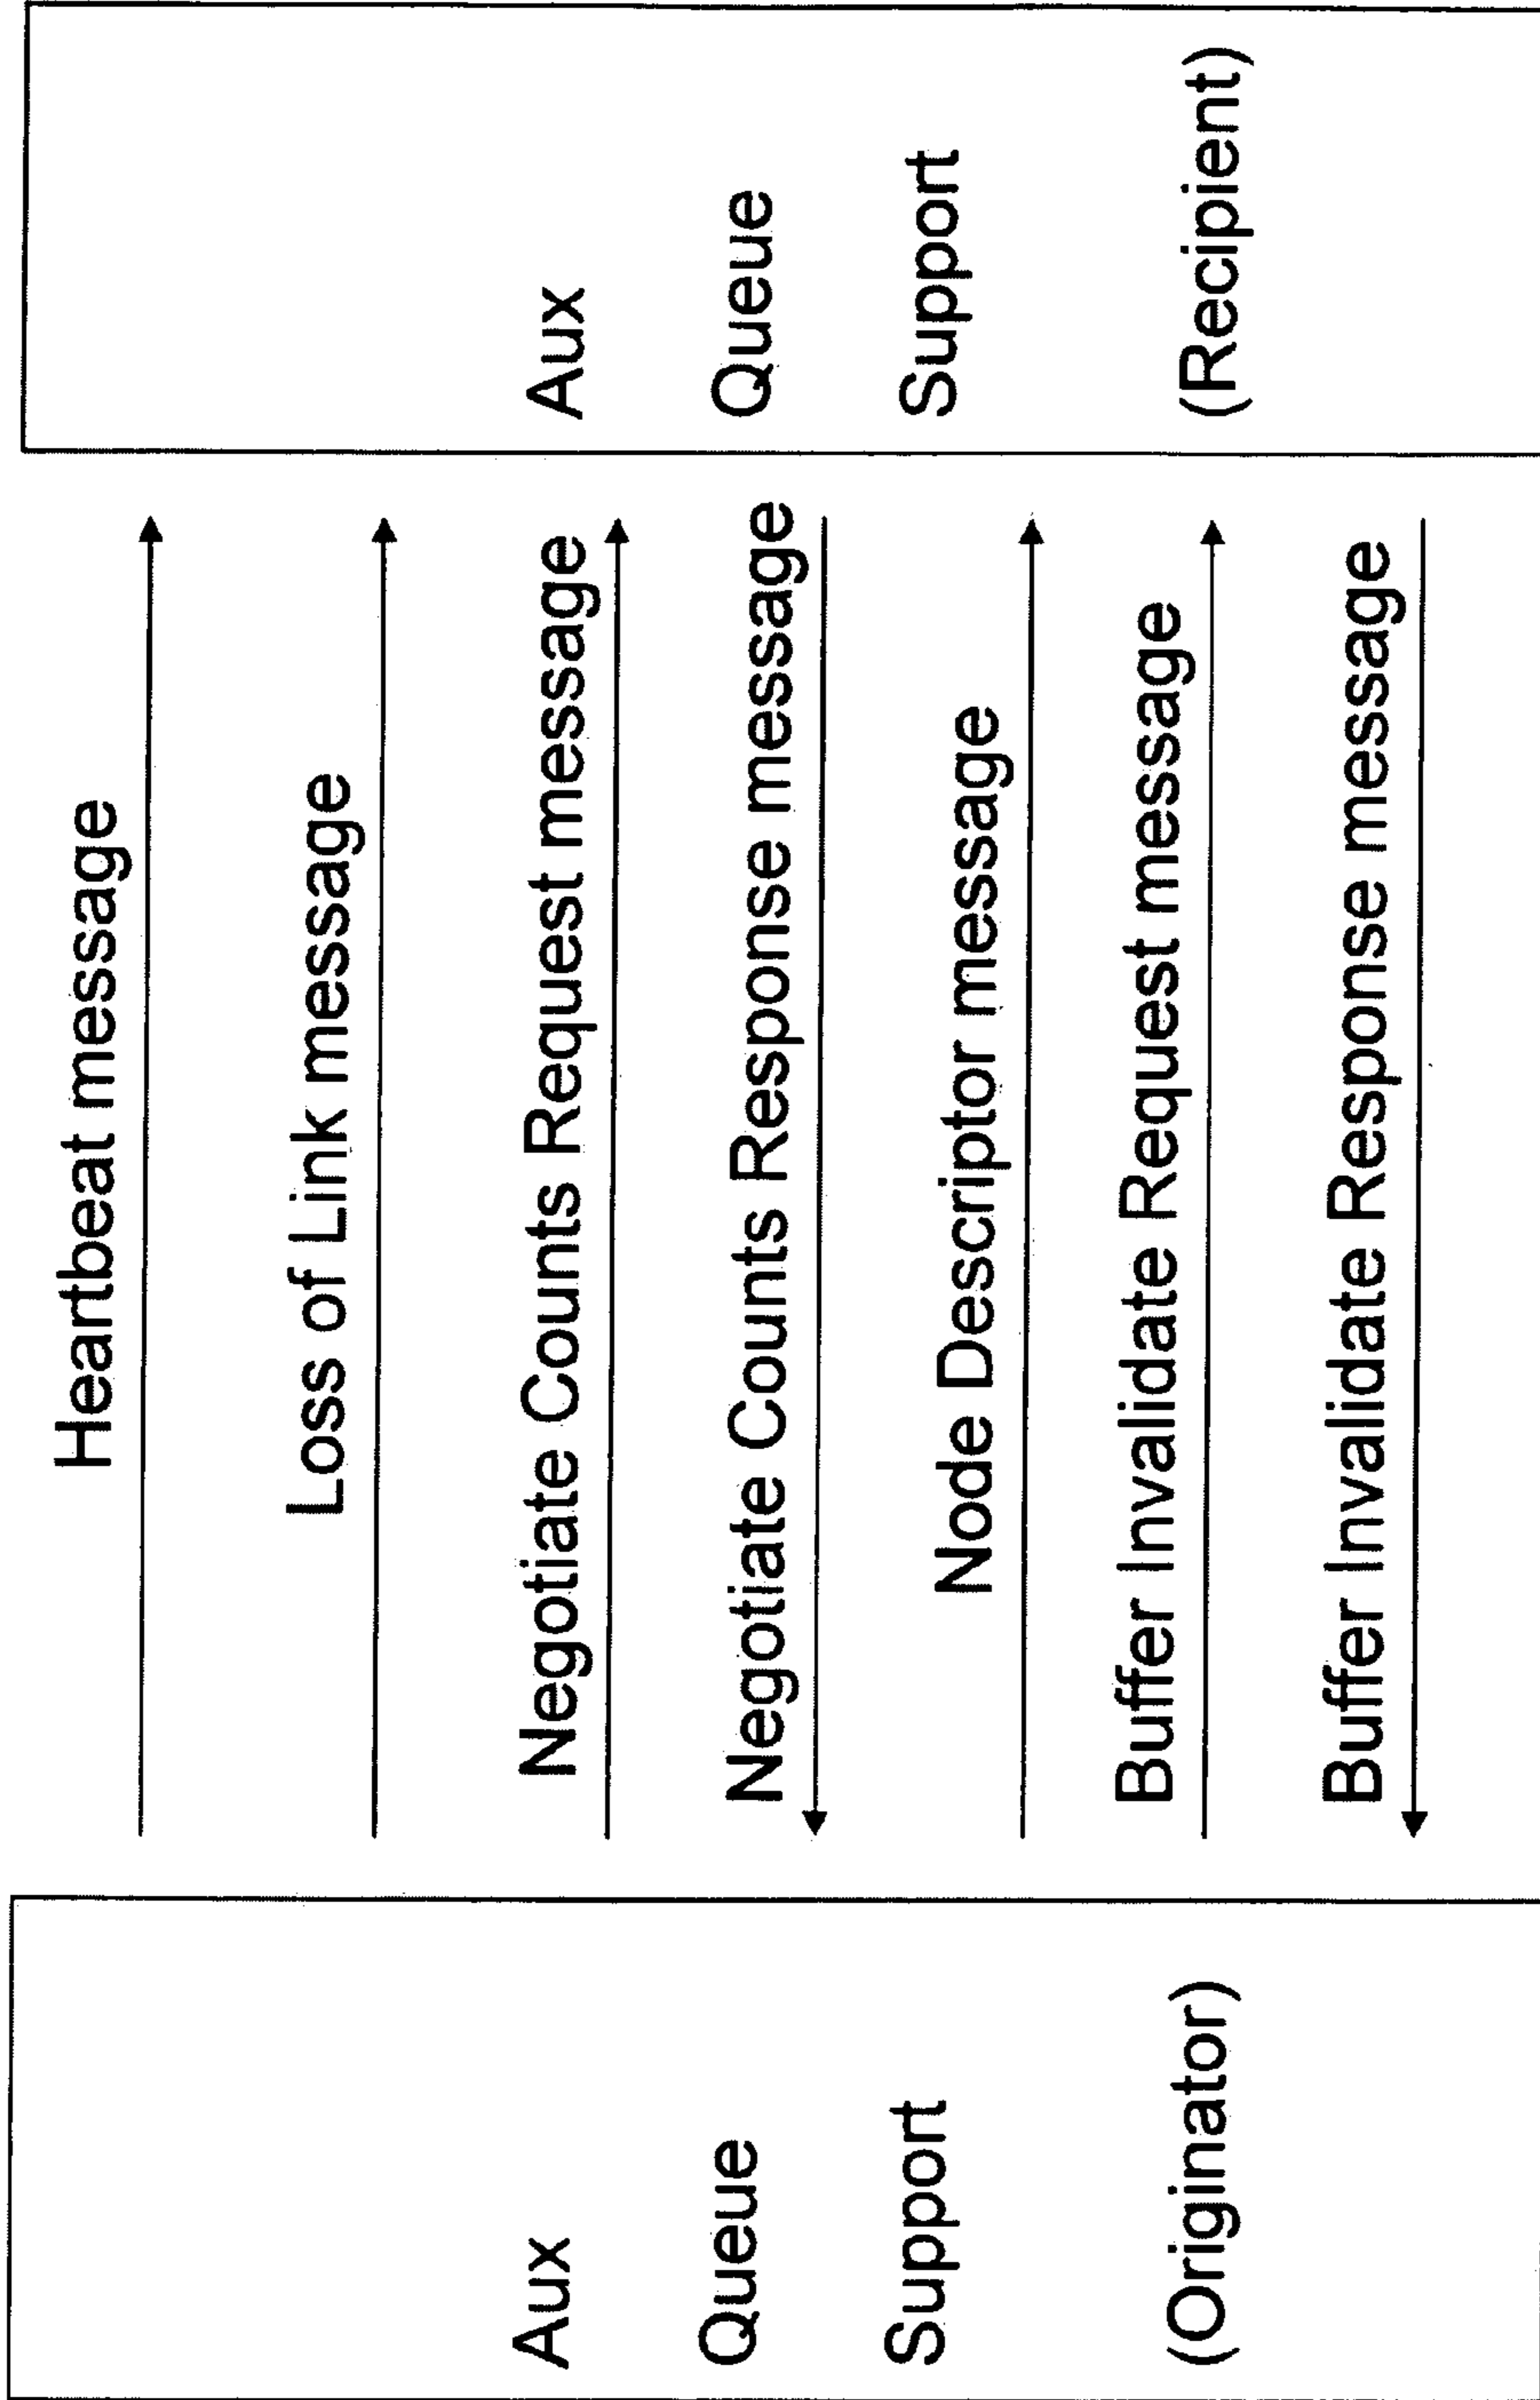 Aux
Queue
Support
(Originator)
Heartbeat message
Loss of Link message
Negotiate Counts Request message
Negotiate Counts Response message
Node Descriptor message
Buffer Invalidate Request message
Buffer Invalidate Response message
Aux
Queue
Support
(Recipient)